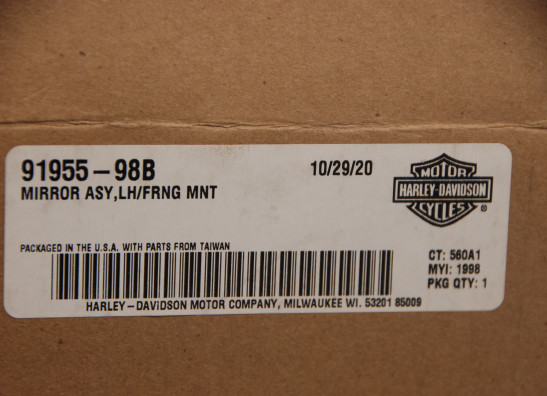 91955-98B
10/29/20
MIRROR ASY,LH/FRNG MNT
MOTOR
HARLEY-DAVIDSON
CYCLES ®
PACKAGED IN THE U.S.A. WITH PARTS FROM TAIWAN
CT: 560A1
MYI: 1998
PKG QTY: 1
HARLEY-DAVIDSON MOTOR COMPANY, MILWAUKEE WI. 53201 85009